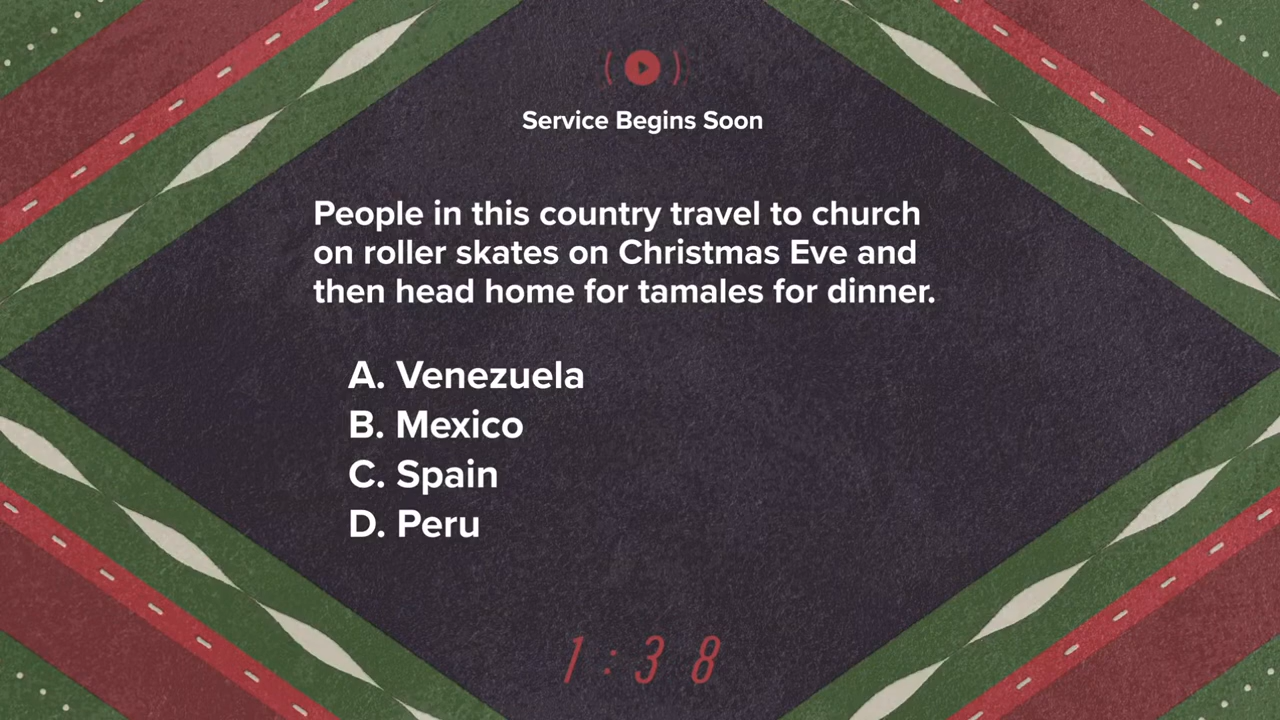 Service Begins Soon
People in this country travel to church
on roller skates on Christmas Eve and
then head home for tamales for dinner.
A. Venezuela
B. Mexico
C. Spain
D. Peru
1:38